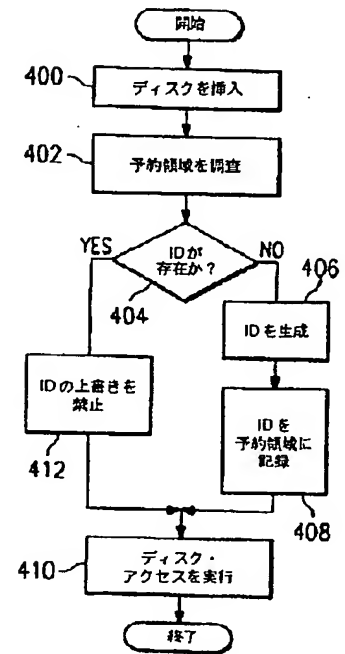 開始
400
ディスクを挿入
402
予約領域を調査
YES
IDが
存在か?
NO
404
406
IDを生成
IDの上書きを
禁止
412
IDを
予約領域に
記録
408
410
ディスク・
アクセスを実行
終了